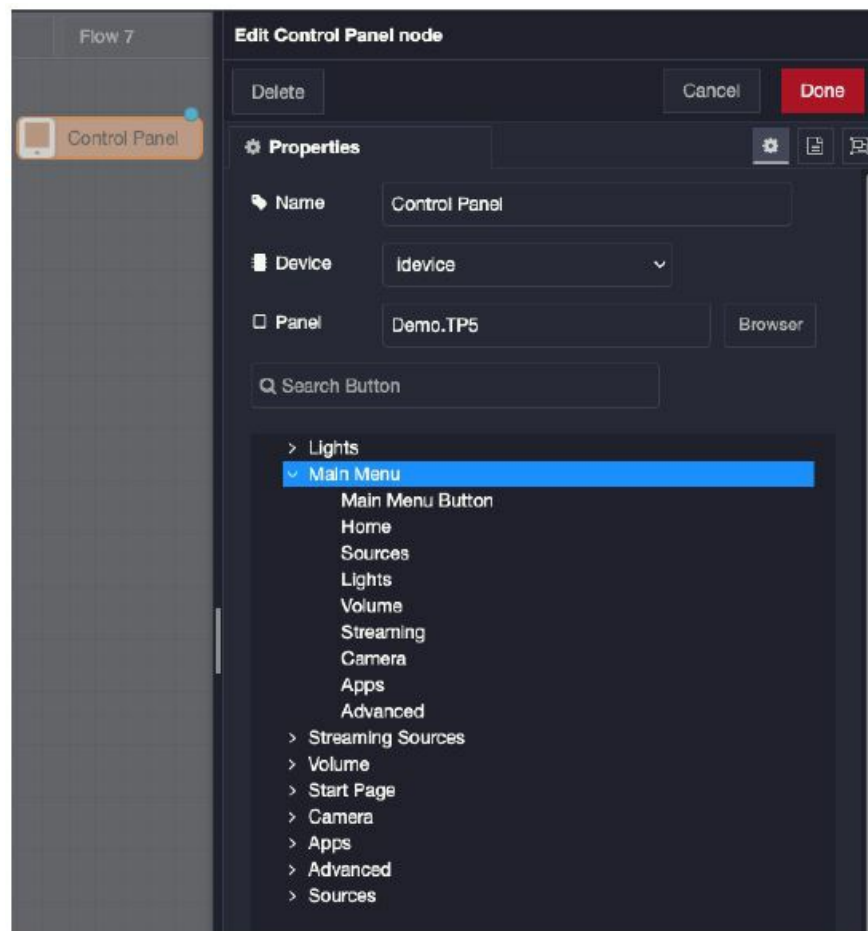 Flow 7
Edit Control Panel node
Delete
Cancel
Done
Control Panel
Properties
Name
Control Panel
Device
idevice
Panel
Demo.TP5
Browser
Search Button
Lights
Main Menu
Main Menu Button
Home
Sources
Lights
Volume
Streaming
Camera
Apps
Advanced
Streaming Sources
Volume
Start Page
Camera
Apps
Advanced
Sources